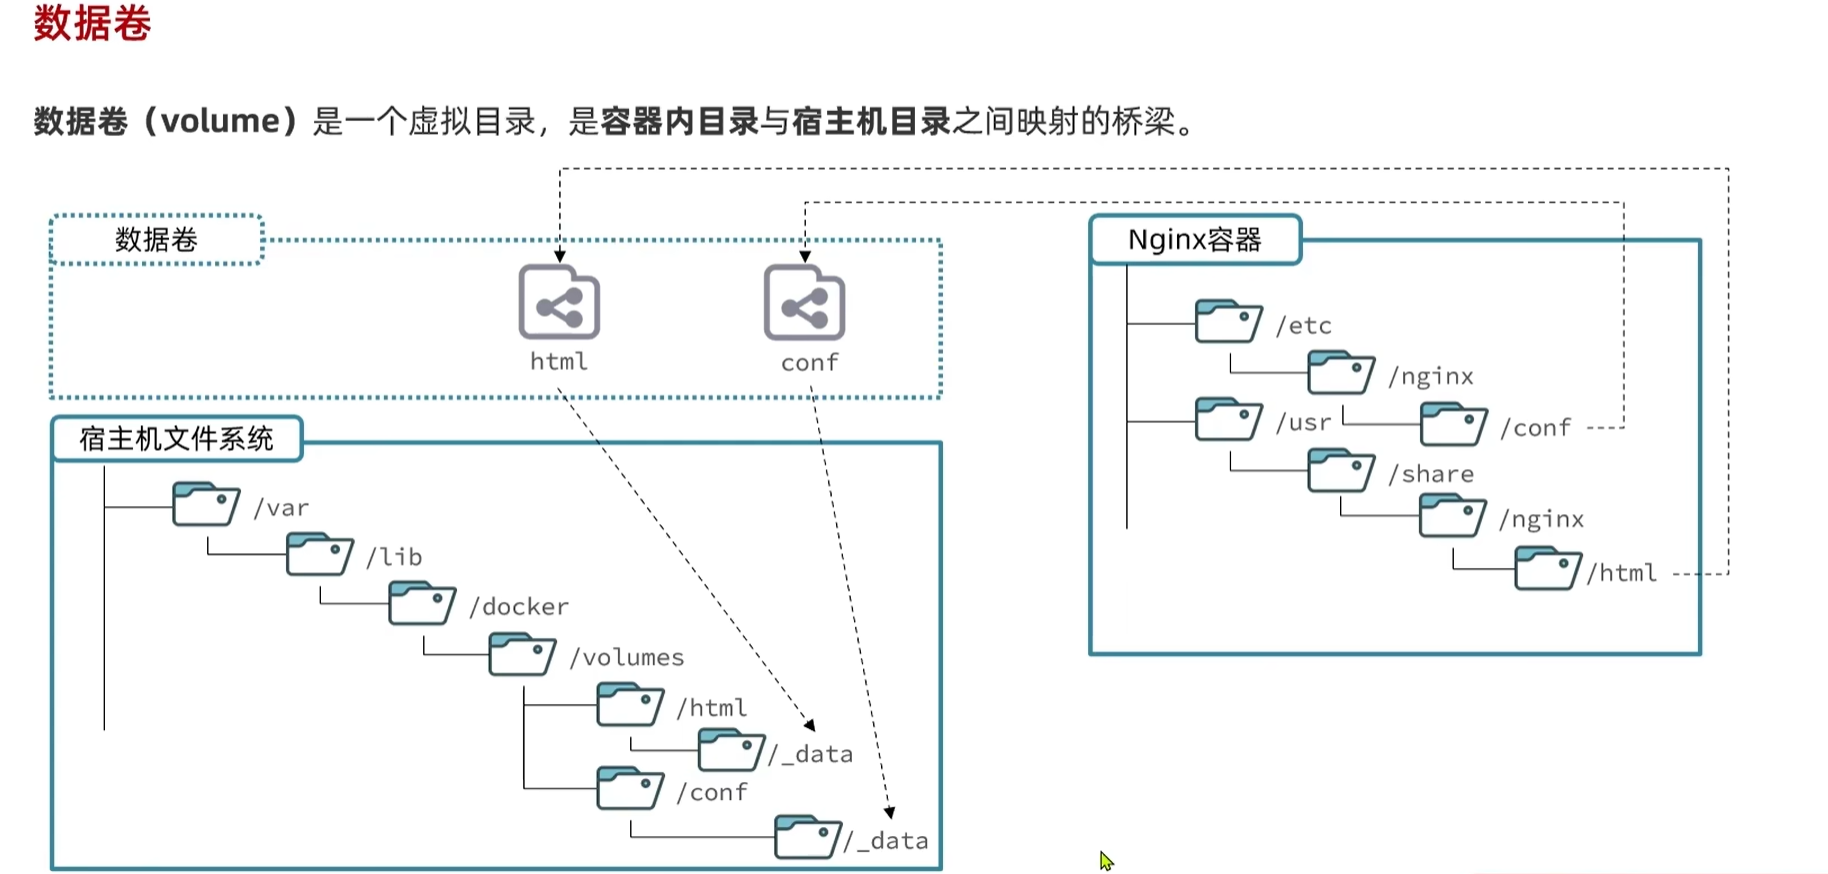 数据卷
数据卷（volume）是一个虚拟目录，是容器内目录与宿主机目录之间映射的桥梁。
数据卷
html
conf
宿主机文件系统
/var
/lib
/docker
/volumes
/html
/_data
/conf
/_data
Nginx容器
/etc
/nginx
/conf
/usr
/share
/nginx
/html